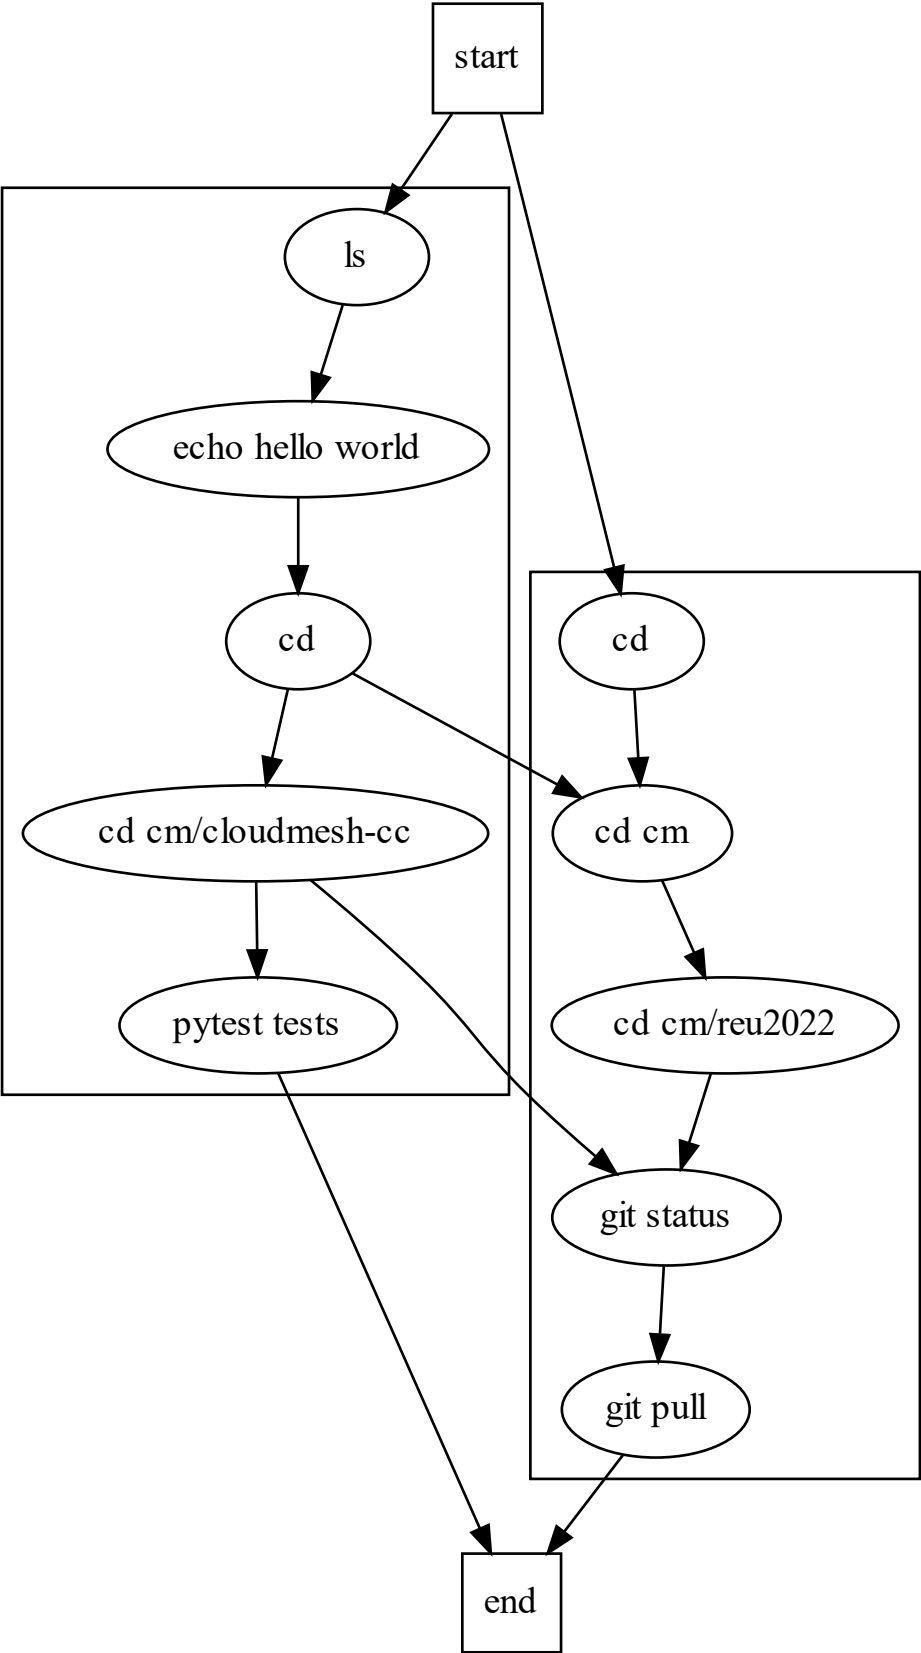 start
ls
echo hello world
cd
cd
cd cm/cloudmesh-cc
cd cm
pytest tests
cd cm/reu2022
git status
git pull
end